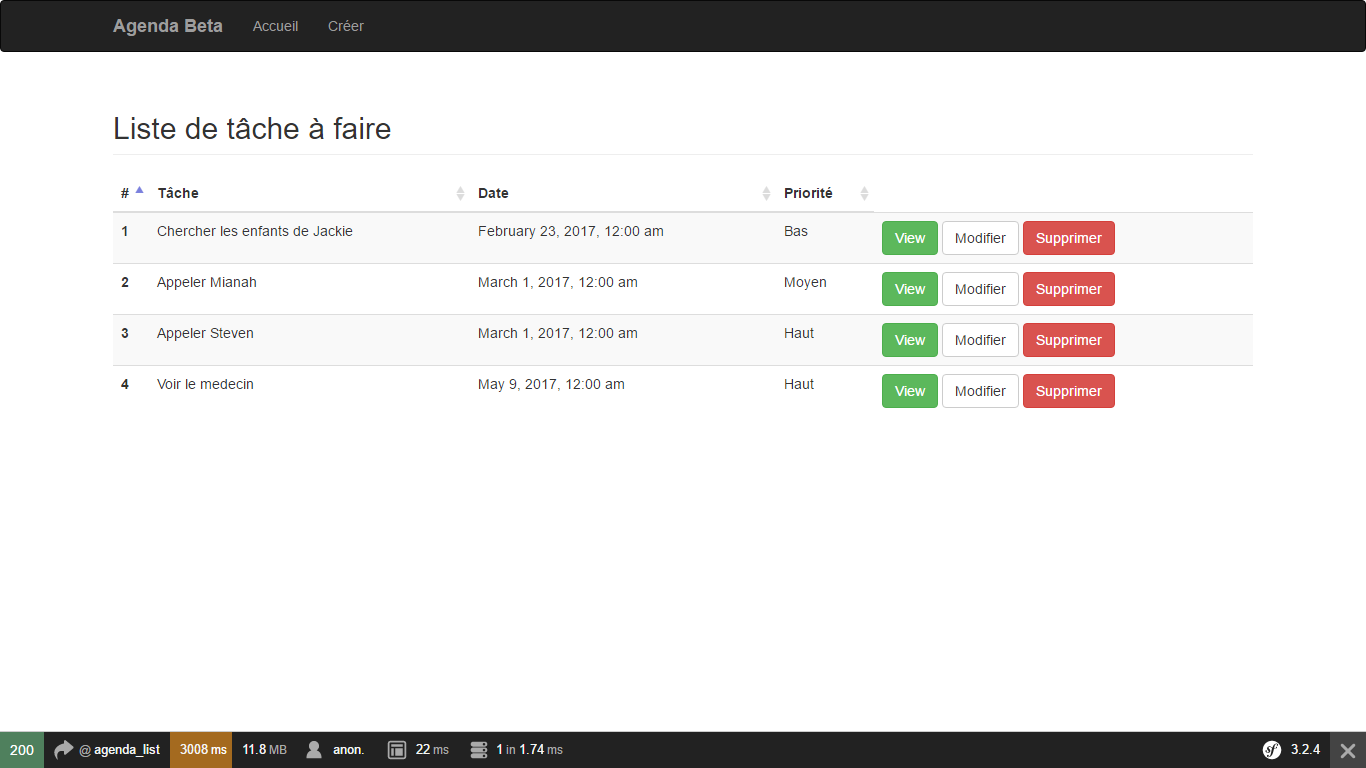 Agenda Beta Accueil Créer
Liste de tâche à faire
# Tâche Date Priorité
1 Chercher les enfants de Jackie February 23, 2017, 12:00 am Bas View Modifier Supprimer
2 Appeler Mianah March 1, 2017, 12:00 am Moyen View Modifier Supprimer
3 Appeler Steven March 1, 2017, 12:00 am Haut View Modifier Supprimer
4 Voir le medecin May 9, 2017, 12:00 am Haut View Modifier Supprimer
200 @ agenda_list 3008 ms 11.8 MB anon. 22 ms 1 in 1.74 ms sf 3.2.4